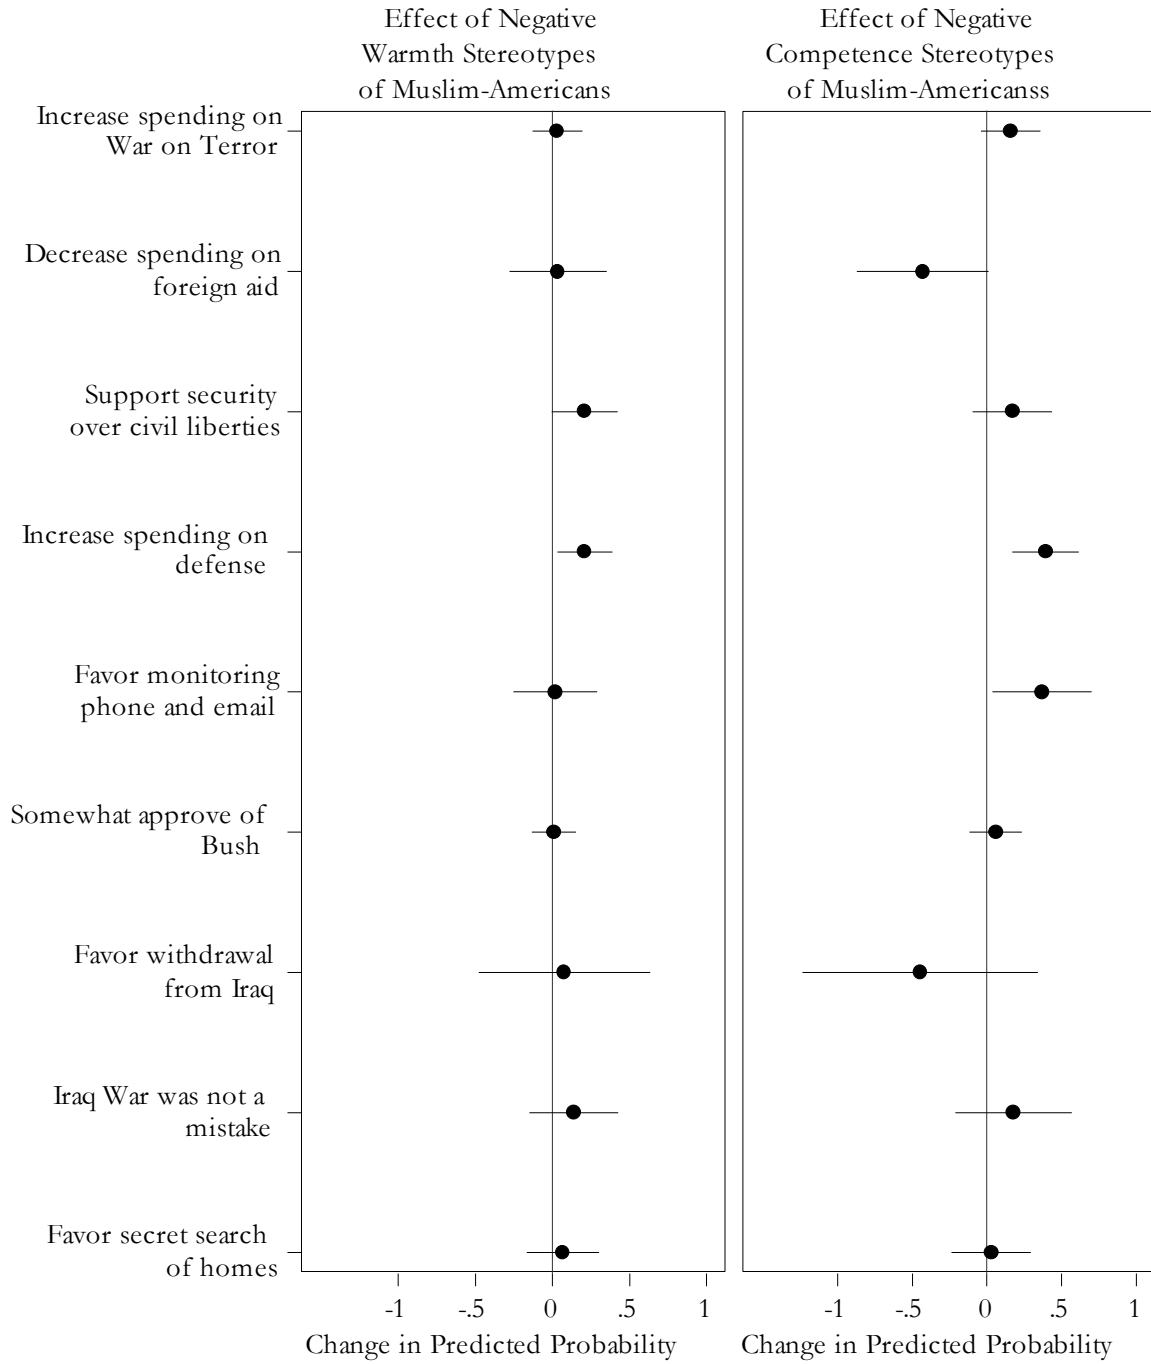 Effect of Negative
Warmth Stereotypes
of Muslim-Americans
Effect of Negative
Competence Stereotypes
of Muslim-Americanss
Increase spending on
War on Terror
Decrease spending on
foreign aid
Support security
over civil liberties
Increase spending on
defense
Favor monitoring
phone and email
Somewhat approve of
Bush
Favor withdrawal
from Iraq
Iraq War was not a
mistake
Favor secret search
of homes
-1 -.5 0 .5 1
Change in Predicted Probability
-1 -.5 0 .5 1
Change in Predicted Probability